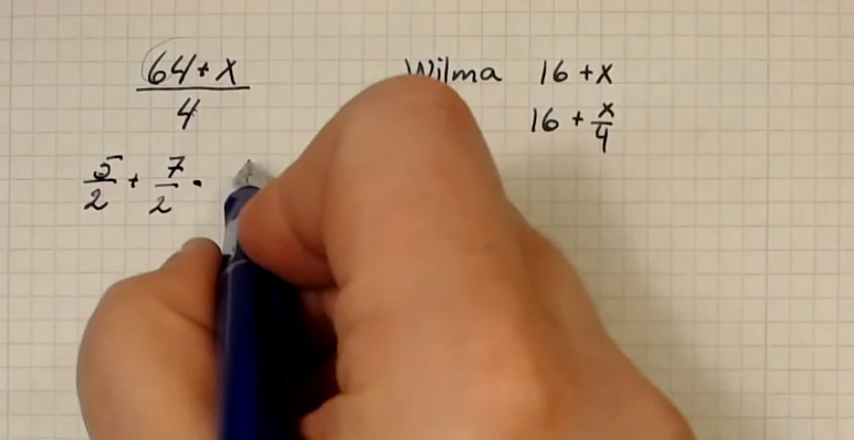 64+x
4
Wilma 16+x
16 + x/4
5/2 + 7/2 .